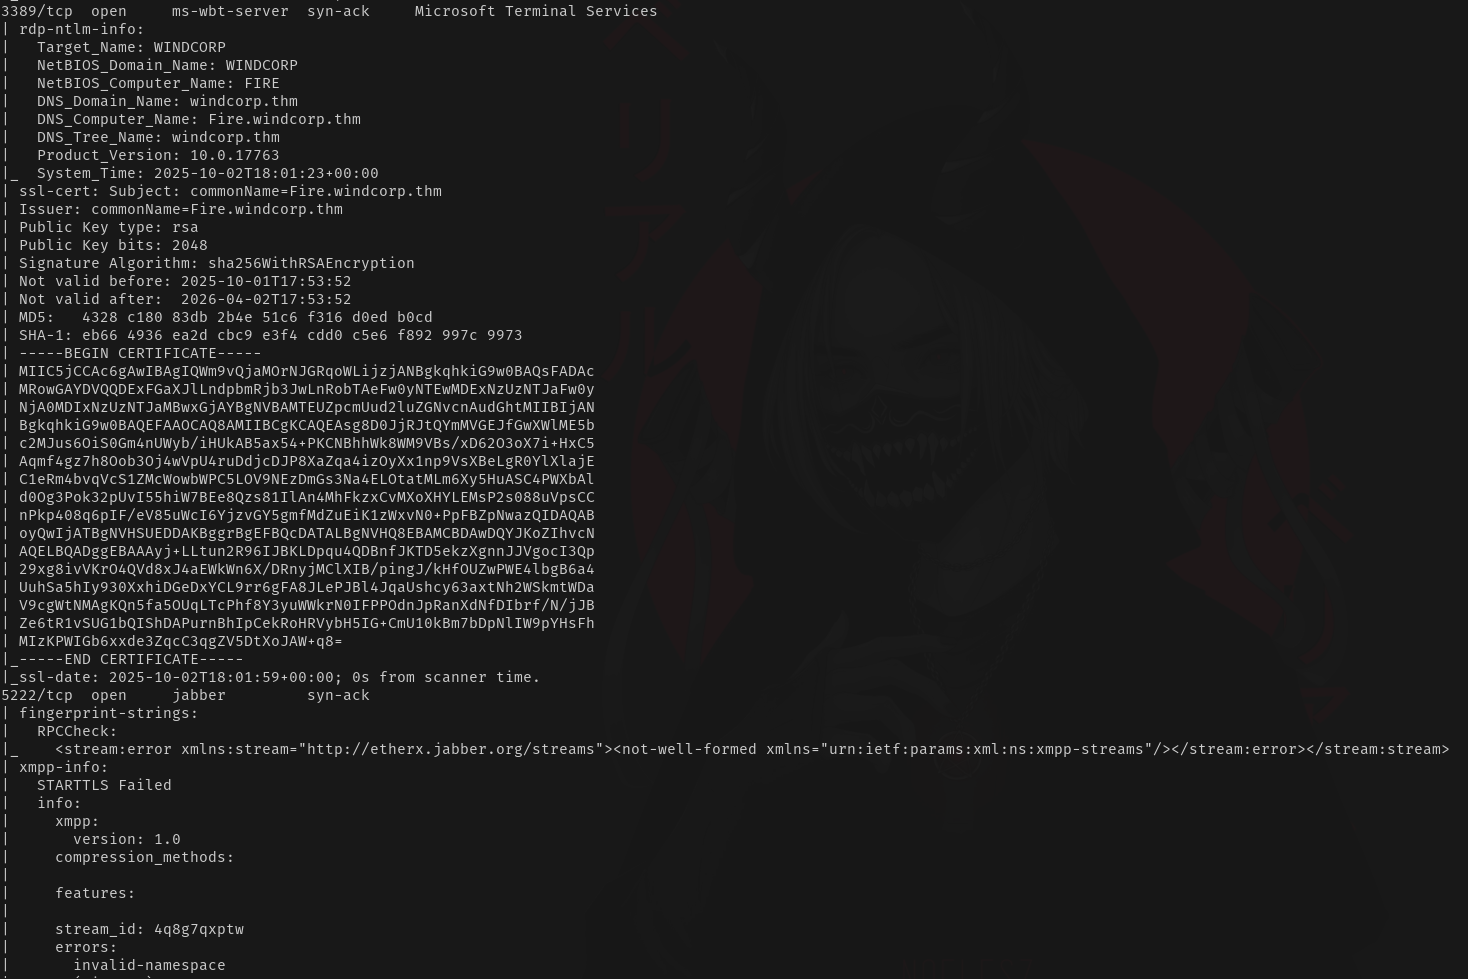 3389/tcp  open     ms-wbt-server  syn-ack     Microsoft Terminal Services
| rdp-ntlm-info:
|   Target_Name: WINDCORP
|   NetBIOS_Domain_Name: WINDCORP
|   NetBIOS_Computer_Name: FIRE
|   DNS_Domain_Name: windcorp.thm
|   DNS_Computer_Name: Fire.windcorp.thm
|   DNS_Tree_Name: windcorp.thm
|   Product_Version: 10.0.17763
|_  System_Time: 2025-10-02T18:01:23+00:00
| ssl-cert: Subject: commonName=Fire.windcorp.thm
| Issuer: commonName=Fire.windcorp.thm
| Public Key type: rsa
| Public Key bits: 2048
| Signature Algorithm: sha256WithRSAEncryption
| Not valid before: 2025-10-01T17:53:52
| Not valid after:  2026-04-02T17:53:52
| MD5:   4328 c180 83db 2b4e 51c6 f316 d0ed b0cd
| SHA-1: eb66 4936 ea2d cbc9 e3f4 cdd0 c5e6 f892 997c 9973
| -----BEGIN CERTIFICATE-----
| MIIC5jCCAc6gAwIBAgIQWm9vQjaMOrNJGRqoWLijzjANBgkqhkiG9w0BAQsFADAc
| MRowGAYDVQQDExFGaXJlLndpbmRjb3JwLnRobTAeFw0yNTEwMDExNzUzNTJaFw0y
| NjA0MDIxNzUzNTJaMBwxGjAYBgNVBAMTEUZpcmUud2luZGNvcnAudGhtMIIBIjAN
| BgkqhkiG9w0BAQEFAAOCAQ8AMIIBCgKCAQEAsg8D0JjRJtQYmMVGEJfGwXWlME5b
| c2MJus6OiS0Gm4nUWyb/iHUkAB5ax54+PKCNBhhWk8WM9VBs/xD62O3oX7i+HxC5
| Aqmf4gz7h8Oob3Oj4wVpU4ruDdjcDJP8XaZqa4izOyXx1np9VsXBeLgR0YlXlajE
| C1eRm4bvqVcS1ZMcWowbWPC5LOV9NEzDmGs3Na4ELOtatMLm6Xy5HuASC4PWXbAl
| d0Og3Pok32pUvI55hiW7BEe8Qzs81IlAn4MhFkzxCvMXoXHYLEMsP2s088uVpsCC
| nPkp408q6pIF/eV85uWcI6YjzvGY5gmfMdZuEiK1zWxvN0+PpFBZpNwazQIDAQAB
| oyQwIjATBgNVHSUEDDAKBggrBgEFBQcDATALBgNVHQ8EBAMCBDAwDQYJKoZIhvcN
| AQELBQADggEBAAAyj+LLtun2R96IJBKLDpqu4QDBnfJKTD5ekzXgnnJJVgocI3Qp
| 29xg8ivVKrO4QVd8xJ4aEWkWn6X/DRnyjMClXIB/pingJ/kHfOUZwPWE4lbgB6a4
| UuhSa5hIy930XxhiDGeDxYCL9rr6gFA8JLePJBl4JqaUshcy63axtNh2WSkmtWDa
| V9cgWtNMAgKQn5fa5OUqLTcPhf8Y3yuWWkrN0IFPPOdnJpRanXdNfDIbrf/N/jJB
| Ze6tR1vSUG1bQIShDAPurnBhIpCekRoHRVybH5IG+CmU10kBm7bDpNlIW9pYHsFh
| MIzKPWIGb6xxde3ZqcC3qgZV5DtXoJAW+q8=
|_-----END CERTIFICATE-----
|_ssl-date: 2025-10-02T18:01:59+00:00; 0s from scanner time.
5222/tcp  open     jabber         syn-ack
| fingerprint-strings:
|   RPCCheck:
|_    <stream:error xmlns:stream="http://etherx.jabber.org/streams"><not-well-formed xmlns="urn:ietf:params:xml:ns:xmpp-streams"/></stream:error></stream:stream>
| xmpp-info:
|   STARTTLS Failed
|   info:
|     xmpp:
|       version: 1.0
|     compression_methods:
|
|     features:
|
|     stream_id: 4q8g7qxptw
|     errors:
|       invalid-namespace